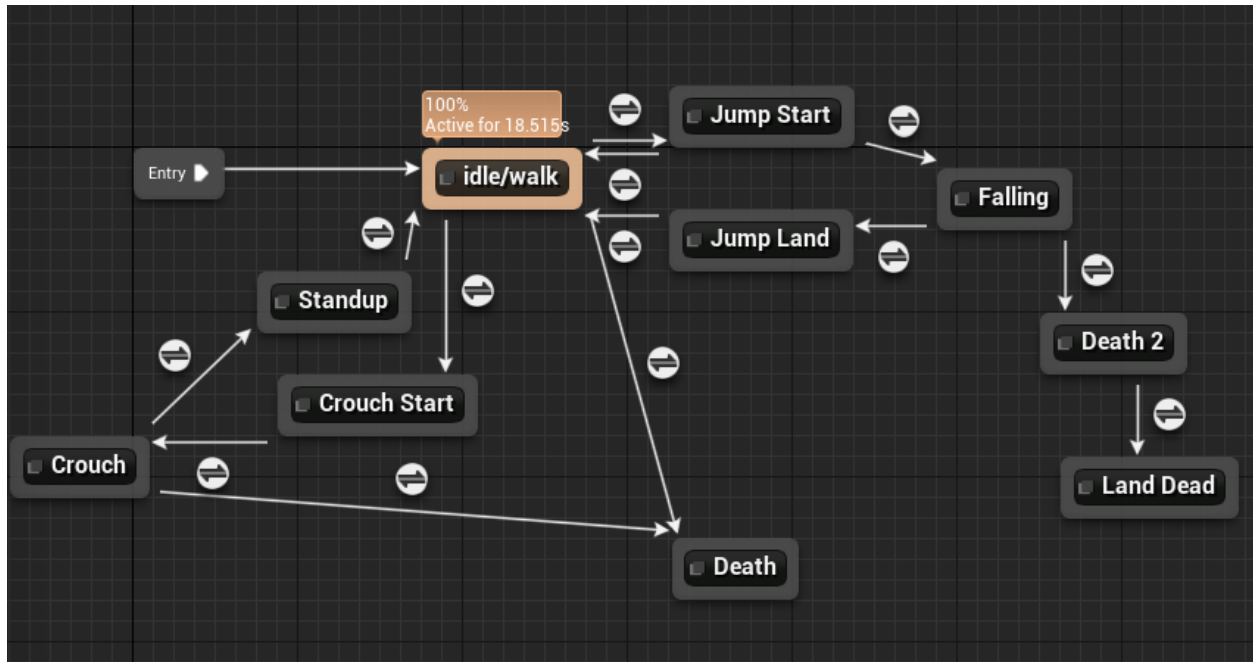 100%
Active for 18.515s
Jump Start
Entry
idle/walk
Falling
Jump Land
Standup
Death 2
Crouch Start
Crouch
Land Dead
Death